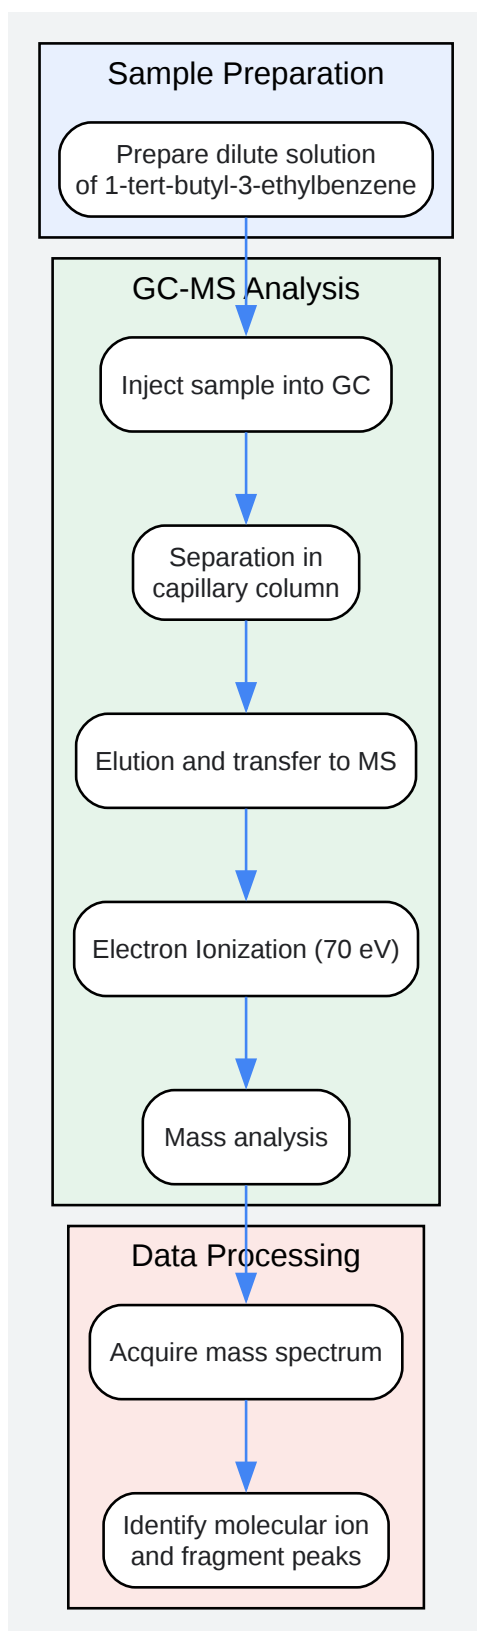 Sample Preparation
Prepare dilute solution
of 1-tert-butyl-3-ethylbenzene
GC-MS Analysis
Inject sample into GC
Separation in
capillary column
Elution and transfer to MS
Electron Ionization (70 eV)
Mass analysis
Data Processing
Acquire mass spectrum
Identify molecular ion
and fragment peaks